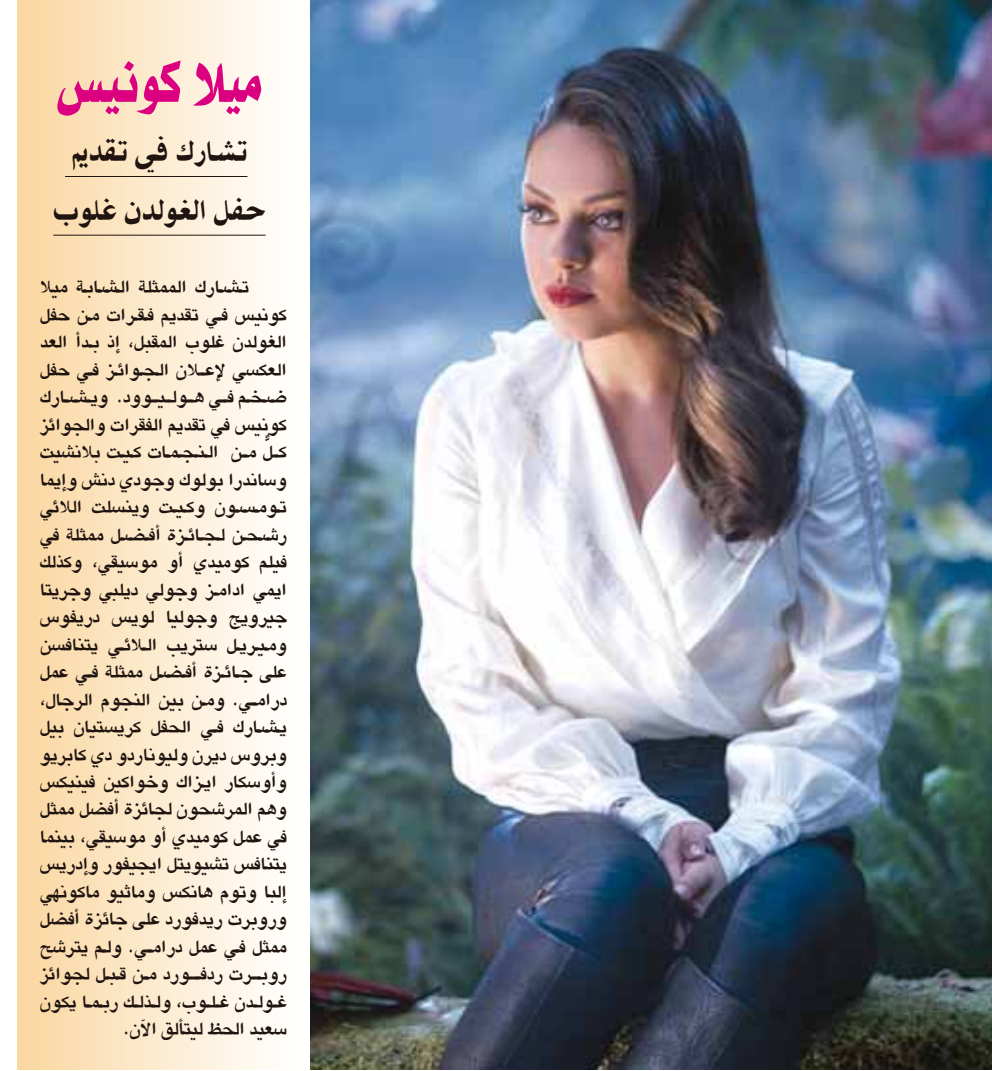 ميلا كونيس
تشارك في تقديم
حفل الغولدن غلوب
تشارك الممثلة الشابة ميلا
كونيس في تقديم فقرات من حفل
الغولدن غلوب المقبل، إذ بدأ العد
العكسي لإعلان الجوائز في حفل
ضخم في هوليوود. ويشارك
كونيس في تقديم الفقرات والجوائز
كلٌّ من النجمات كيت بلانشيت
وساندرا بولوك وجودي دنش وإيما
تومسون وكيت وينسلت اللائي
رشحن لجائزة أفضل ممثلة في
فيلم كوميدي أو موسيقي، وكذلك
ايمي ادامز وجولي ديلبي وجريتا
جيرويج وجوليا لويس دريفوس
وميريل ستريب اللائي يتنافسن
على جائزة أفضل ممثلة في عمل
درامي. ومن بين النجوم الرجال،
يشارك في الحفل كريستيان بيل
وبروس ديرن وليوناردو دي كابريو
وأوسكار ايزاك وخواكين فينيكس
وهم المرشحون لجائزة أفضل ممثل
في عمل كوميدي أو موسيقي، بينما
يتنافس تشيويتل ايجيفور وإدريس
إلبا وتوم هانكس وماثيو ماكونهي
وروبرت ريدفورد على جائزة أفضل
ممثل في عمل درامي. ولم يترشح
روبرت ردفورد من قبل لجوائز
غولدن غلوب، ولذلك ربما يكون
سعيد الحظ ليتألق الآن.